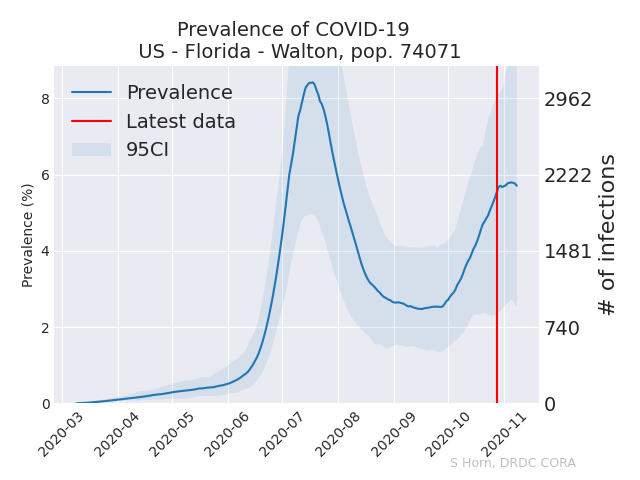 Prevalence of COVID-19
US - Florida - Walton, pop. 74071
Prevalence
Latest data
95CI
Prevalence (%)
8
6
4
2
0
2962
2222
1481
740
0
# of infections
2020-03
2020-04
2020-05
2020-06
2020-07
2020-08
2020-09
2020-10
2020-11
S Horn, DRDC CORA